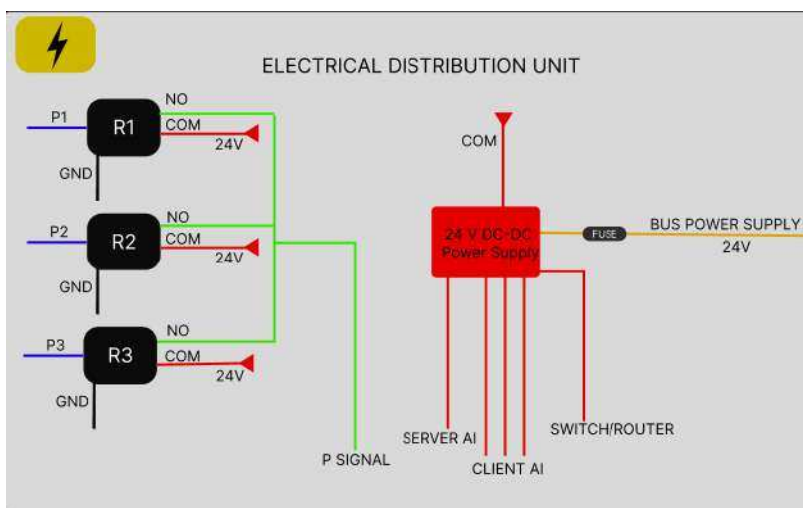 ELECTRICAL DISTRIBUTION UNIT
P1
R1
NO
COM
24V
GND
P2
R2
NO
COM
24V
GND
P3
R3
NO
COM
24V
GND
P SIGNAL
COM
24 V DC-DC
Power Supply
FUSE
BUS POWER SUPPLY
24V
SERVER AI
CLIENT AI
SWITCH/ROUTER